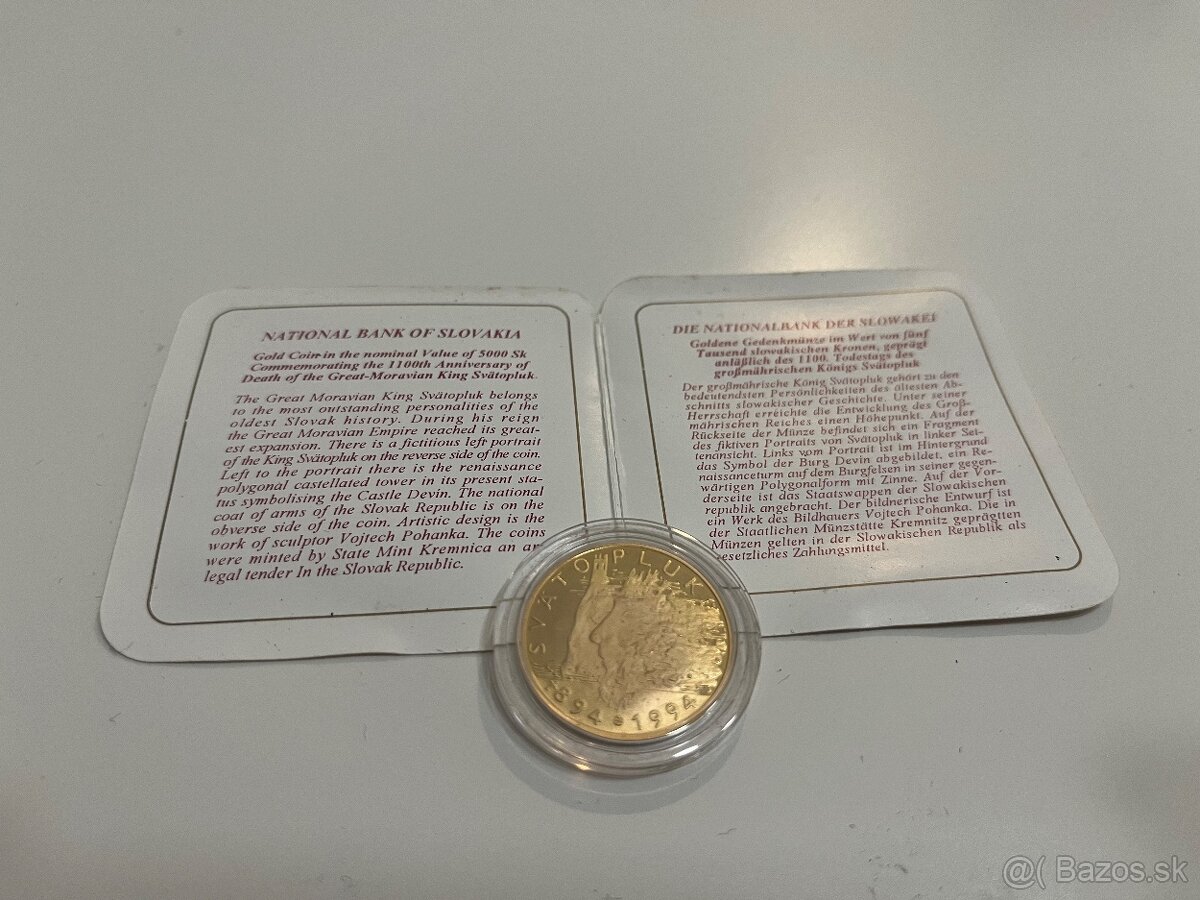 NATIONAL BANK OF SLOVAKIA
Gold Coin in the nominal Value of 5000 Sk
Commemorating the 1100th Anniversary of
Death of the Great-Moravian King Svätopluk.
The Great Moravian King Svätopluk belongs
to the most outstanding personalities of the
oldest Slovak history. During his reign
the Great Moravian Empire reached its great-
est expansion. There is a fictitious left portrait
of the King Svätopluk on the reverse side of the coin.
Left to the portrait there is the renaissance
polygonal castellated tower in its present sta-
tus symbolising the Castle Devin. The national
coat of arms of the Slovak Republic is on the
obverse side of the coin. Artistic design is the
work of sculptor Vojtech Pohanka. The coins
were minted by State Mint Kremnica an ar
legal tender In the Slovak Republic.
DIE NATIONALBANK DER SLOWAKEI
Goldene Gedenkmünze im Wert von fünf
Tausend slowakischen Kronen, geprägt
anläßlich des 1100. Todestags des
großmährischen Königs Svätopluk
Der großmährische König Svätopluk gehört zu den
bedeutendsten Persönlichkeiten des ältesten Ab-
schnitts slowakischer Geschichte. Unter seiner
Herrschaft erreichte die Entwicklung des Groß-
mährischen Reiches einen Höhepunkt. Auf der
Rückseite der Münze befindet sich ein Fragment
des fiktiven Portraits von Svätopluk in linker Sei-
tenansicht. Links vom Portrait ist im Hintergrund
das Symbol der Burg Devin abgebildet, ein Re-
naissanceturm auf dem Burgfelsen in seiner gegen-
wärtigen Polygonalform mit Zinne. Auf der Vor-
derseite ist das Staatswappen der Slowakischen
republik angebracht. Der bildnerische Entwurf ist
ein Werk des Bildhauers Vojtech Pohanka. Die in
der Staatlichen Münzstätte Kremnitz geprägtten
Münzen gelten in der Slowakischen Republik als
gesetzliches Zahlungsmittel.
SVÄTOPLUK
894 1994
@( Bazos.sk